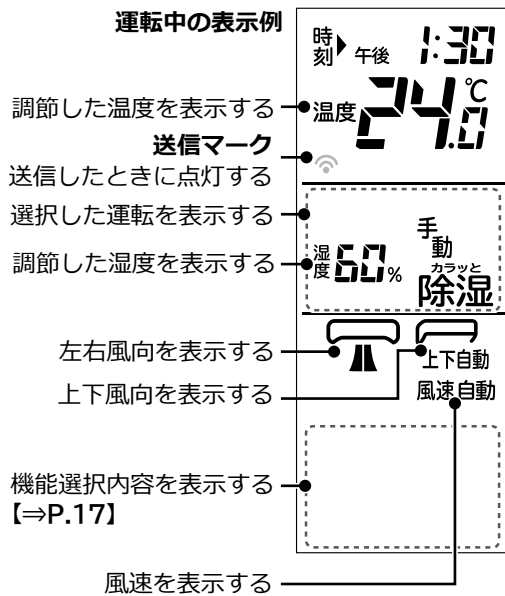 運転中の表示例
時刻 午後 1:30
調節した温度を表示する
温度 24.0 ℃
送信マーク
送信したときに点灯する
選択した運転を表示する
手動
調節した湿度を表示する
湿度 60%
カラッと
除湿
左右風向を表示する
上下自動
上下風向を表示する
風速自動
機能選択内容を表示する
【⇒P.17】
風速を表示する